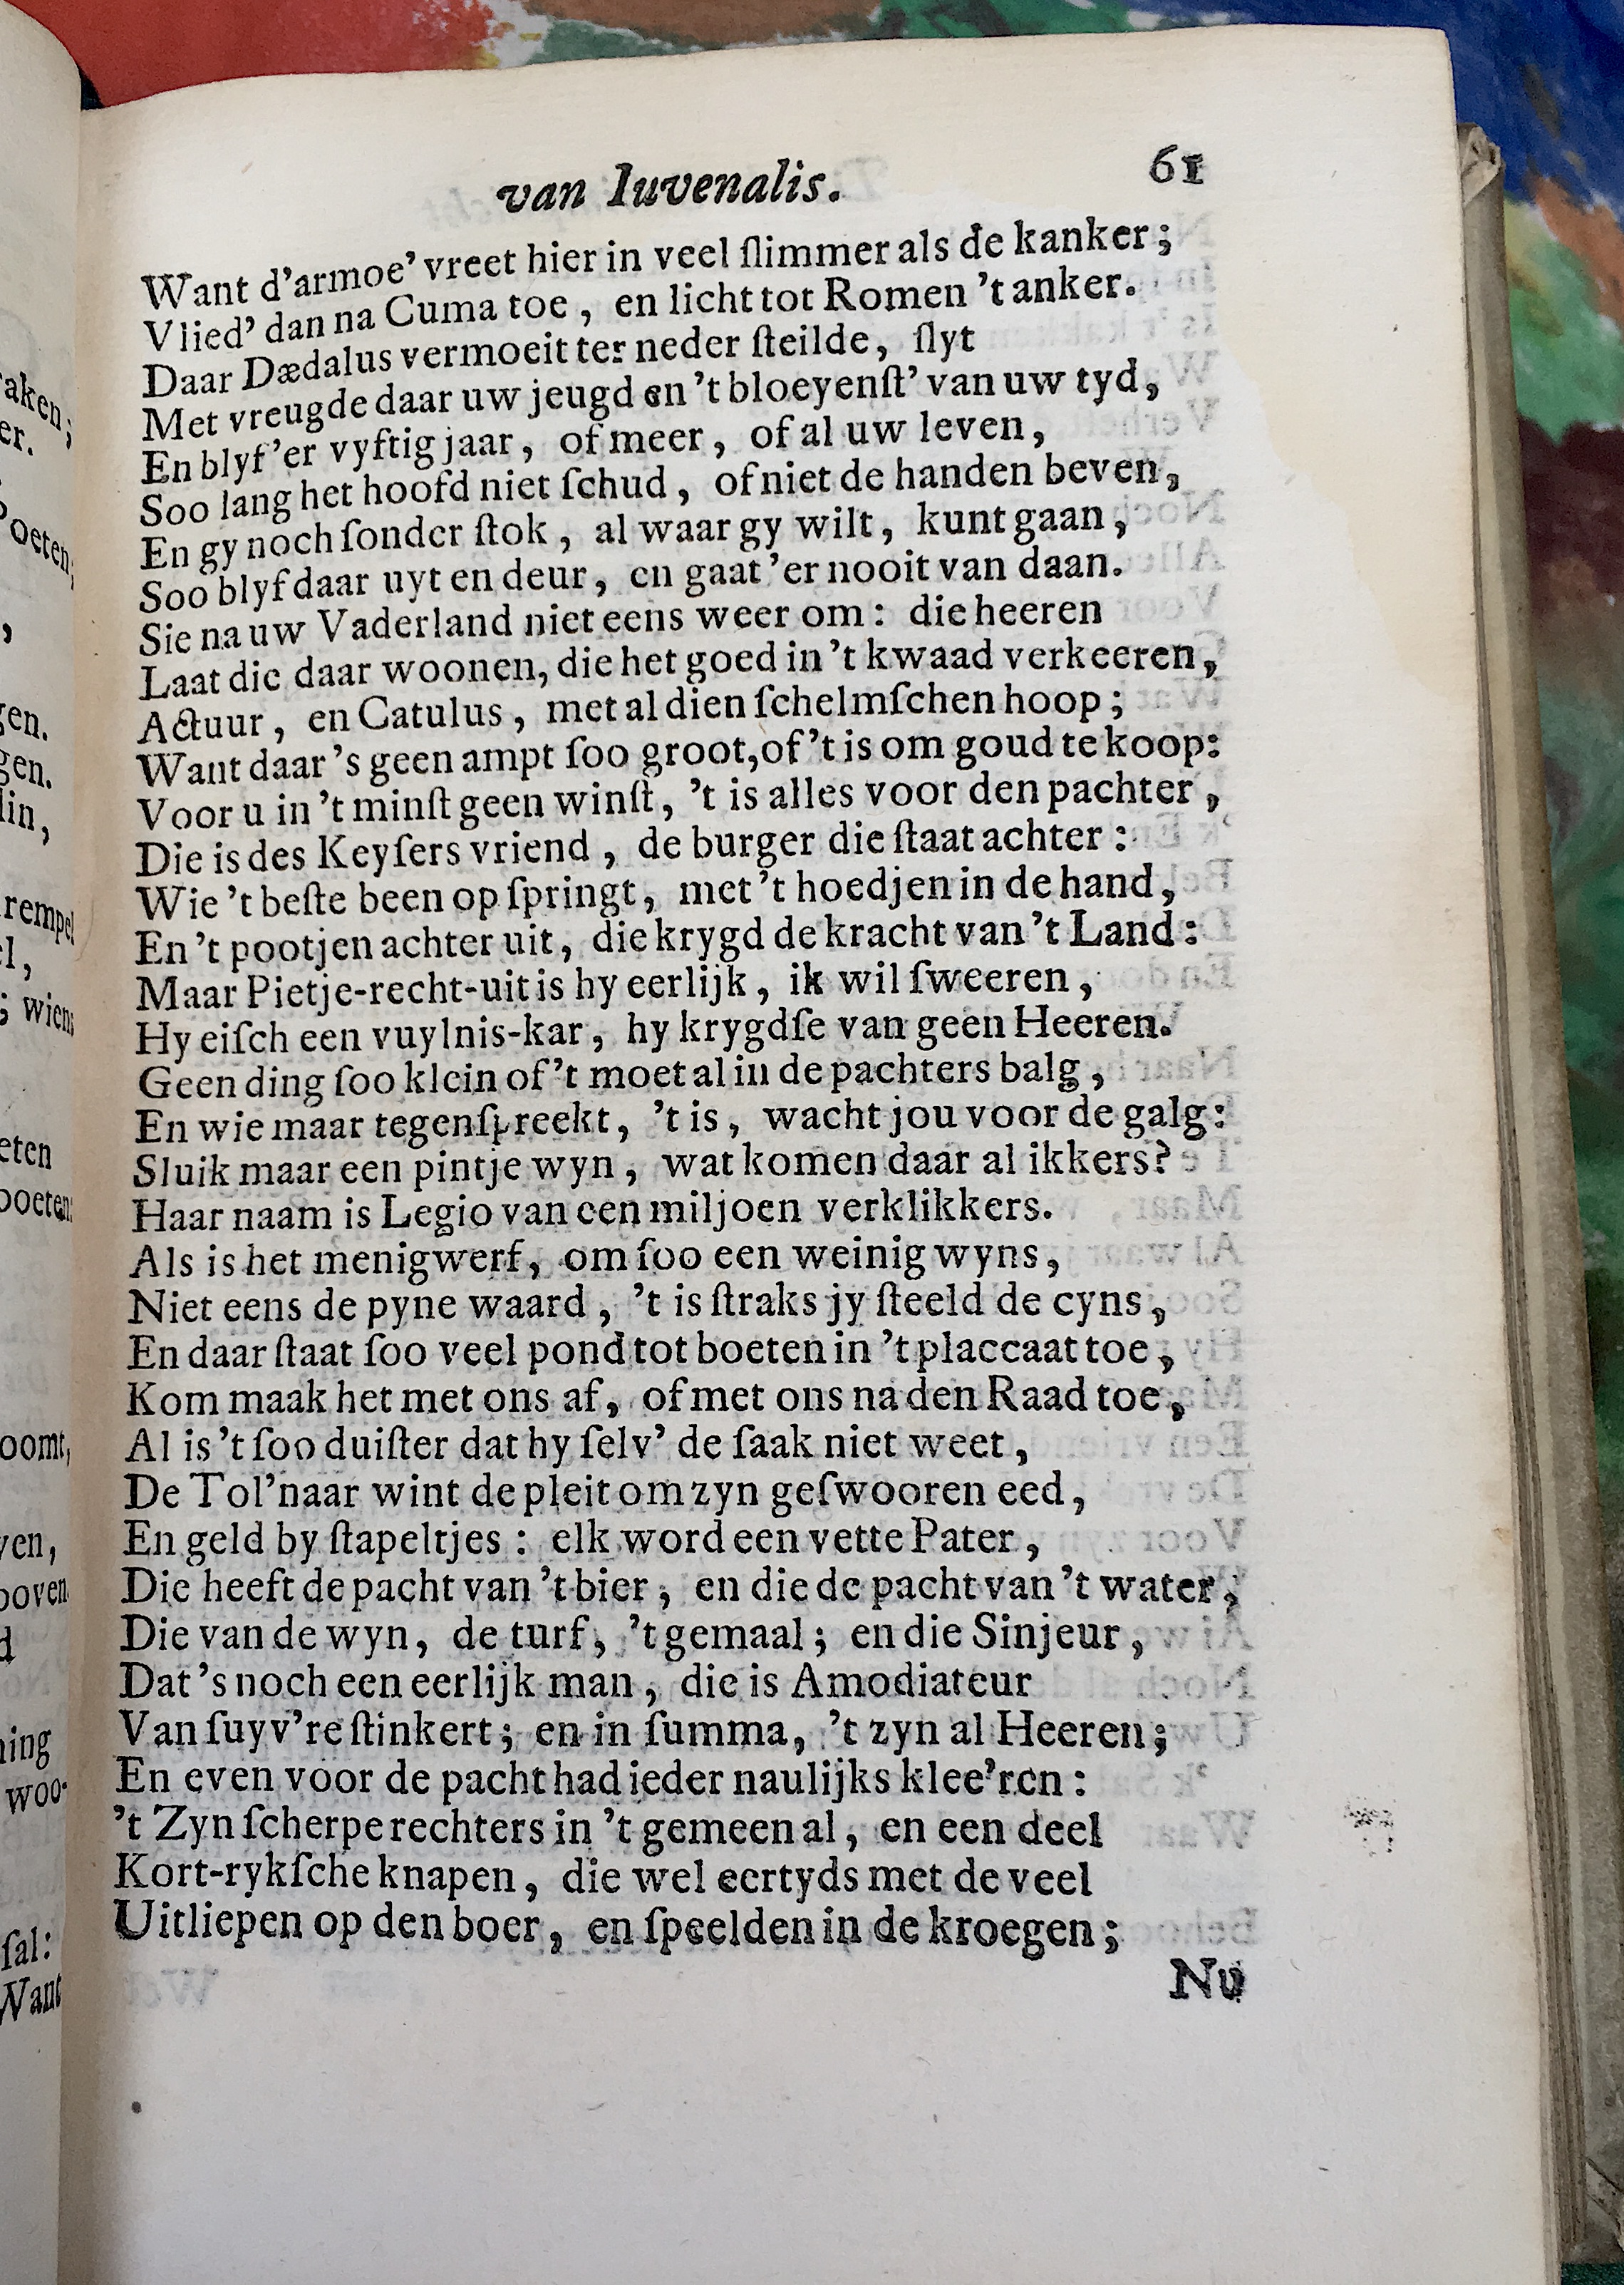 van Iuvenalis. 61
Want d'armoe' vreet hier in veel ſlimmer als de kanker;
Vlied' dan na Cuma toe, en licht tot Romen 't anker.
Daar Dædalus vermoeit ter neder ſteilde, ſlyt
Met vreugde daar uw jeugd en 't bloeyenſt' van uw tyd,
En blyf 'er vyftig jaar, of meer, of al uw leven,
Soo lang het hoofd niet ſchud, of niet de handen beven,
En gy noch ſonder ſtok, al waar gy wilt, kunt gaan,
Soo blyf daar uyt en deur, en gaat 'er nooit van daan.
Sie na uw Vaderland niet eens weer om: die heeren
Laat die daar woonen, die het goed in 't kwaad verkeeren,
Actuur, en Catulus, met al dien ſchelmſchen hoop;
Want daar 's geen ampt ſoo groot, of 't is om goud te koop:
Voor u in 't minſt geen winſt, 't is alles voor den pachter,
Die is des Keyſers vriend, de burger die ſtaat achter:
Wie 't beſte been op ſpringt, met 't hoedjen in de hand,
En 't pootjen achter uit, die krygd de kracht van 't Land:
Maar Pietje-recht-uit is hy eerlijk, ik wil ſweeren,
Hy eiſch een vuylnis-kar, hy krygdſe van geen Heeren.
Geen ding ſoo klein of 't moet al in de pachters balg,
En wie maar tegenſpreekt, 't is, wacht jou voor de galg:
Sluik maar een pintje wyn, wat komen daar al ikkers?
Haar naam is Legio van een miljoen verklikkers.
Als is het menigwerf, om ſoo een weinig wyns,
Niet eens de pyne waard, 't is ſtraks jy ſteeld de cyns,
En daar ſtaat ſoo veel pond tot boeten in 't placcaat toe,
Kom maak het met ons af, of met ons na den Raad toe,
Al is 't ſoo duiſter dat hy ſelv' de ſaak niet weet,
De Tol'naar wint de pleit om zyn geſwooren eed,
En geld by ſtapeltjes: elk word een vette Pater,
Die heeft de pacht van 't bier, en die de pacht van 't water,
Die van de wyn, de turf, 't gemaal; en die Sinjeur,
Dat 's noch een eerlijk man, die is Amodiateur
Van ſuyv're ſtinkert; en in ſumma, 't zyn al Heeren;
En even voor de pacht had ieder naulijks klee'ren:
't Zyn ſcherperechters in 't gemeen al, en een deel
Kort-rykſche knapen, die wel eertyds met de veel
Uitliepen op den boer, en ſpeelden in de kroegen;
Nu